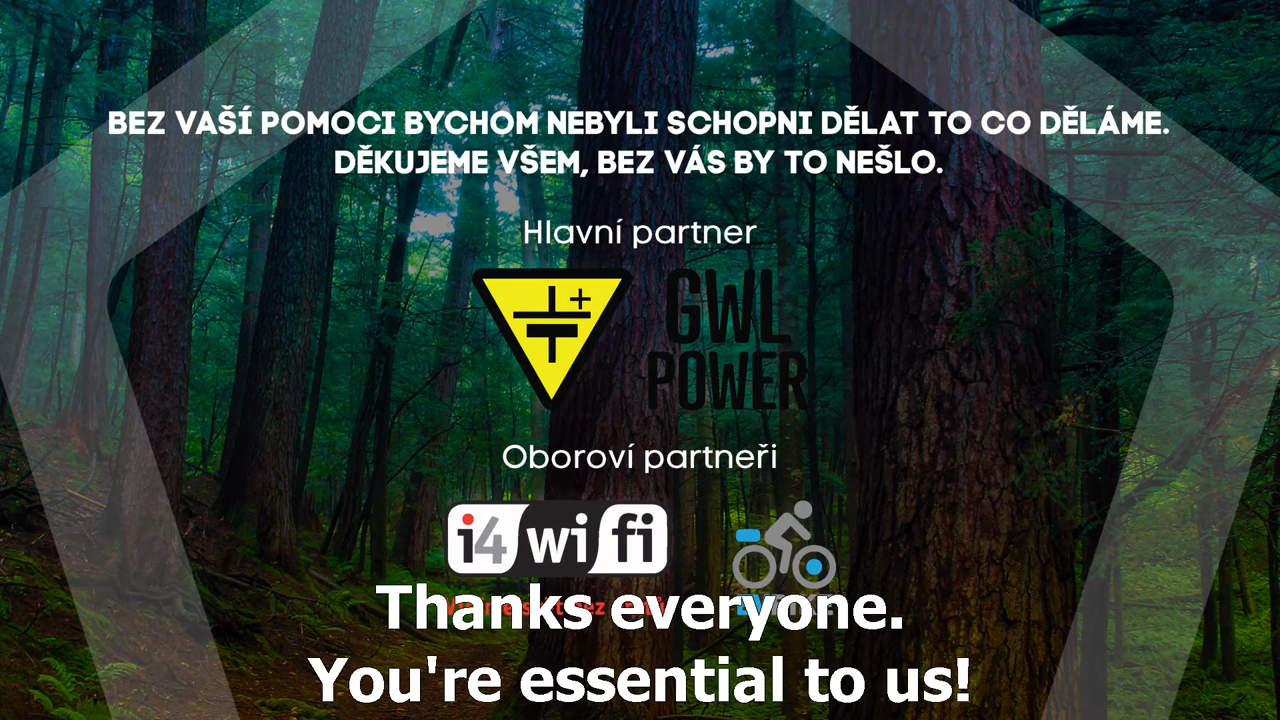 BEZ VAŠÍ POMOCI BYCHOM NEBYLI SCHOPNI DĚLAT TO CO DĚLÁME.
DĚKUJEME VŠEM, BEZ VÁS BY TO NEŠLO.
Hlavní partner
GWL
POWER
Oboroví partneři
i4wifi
Thanks everyone.
You're essential to us!